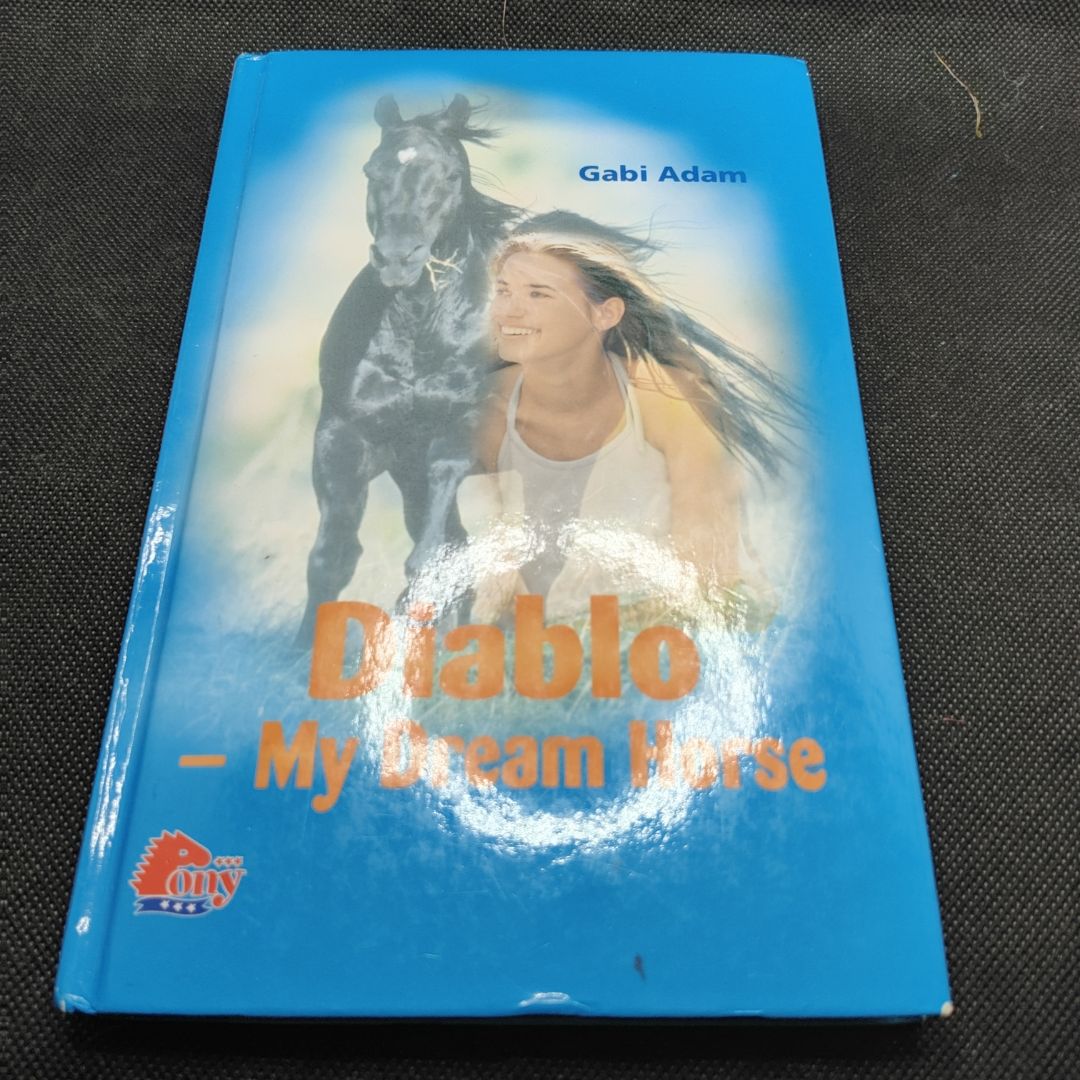 Gabi Adam
Diablo
– My Dream Horse
Pony